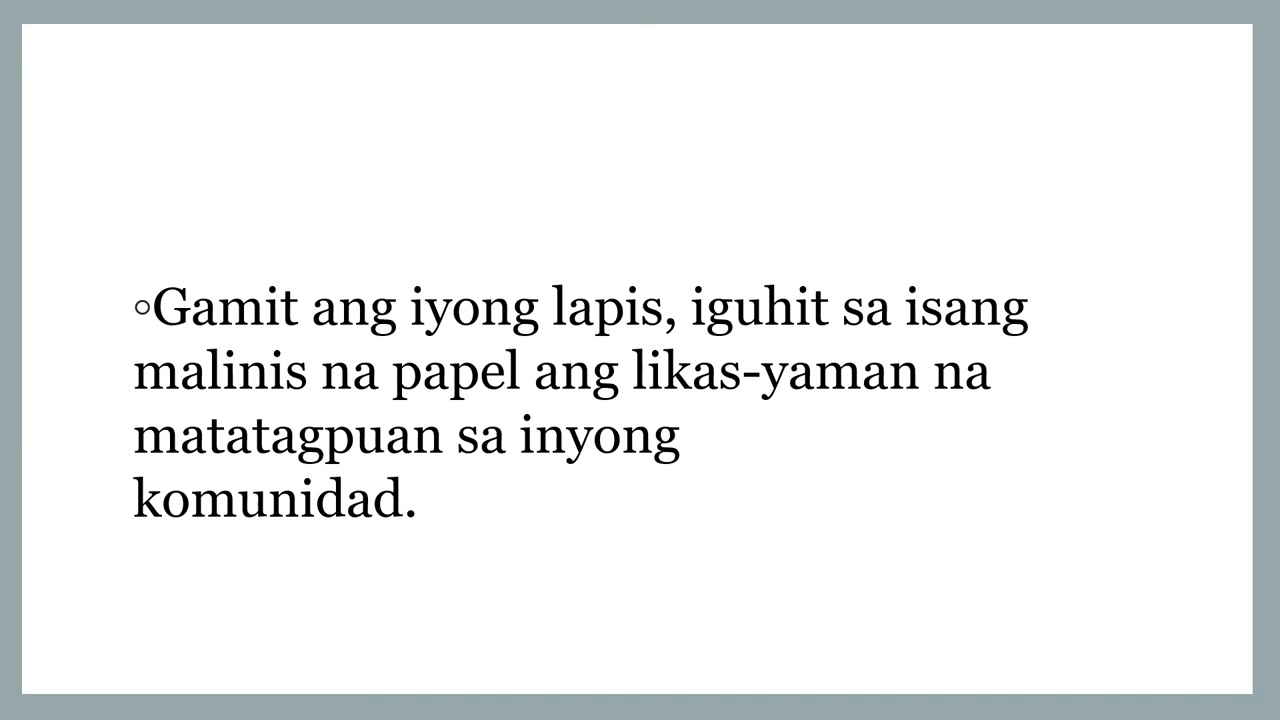 ◦Gamit ang iyong lapis, iguhit sa isang
malinis na papel ang likas-yaman na
matatagpuan sa inyong
komunidad.